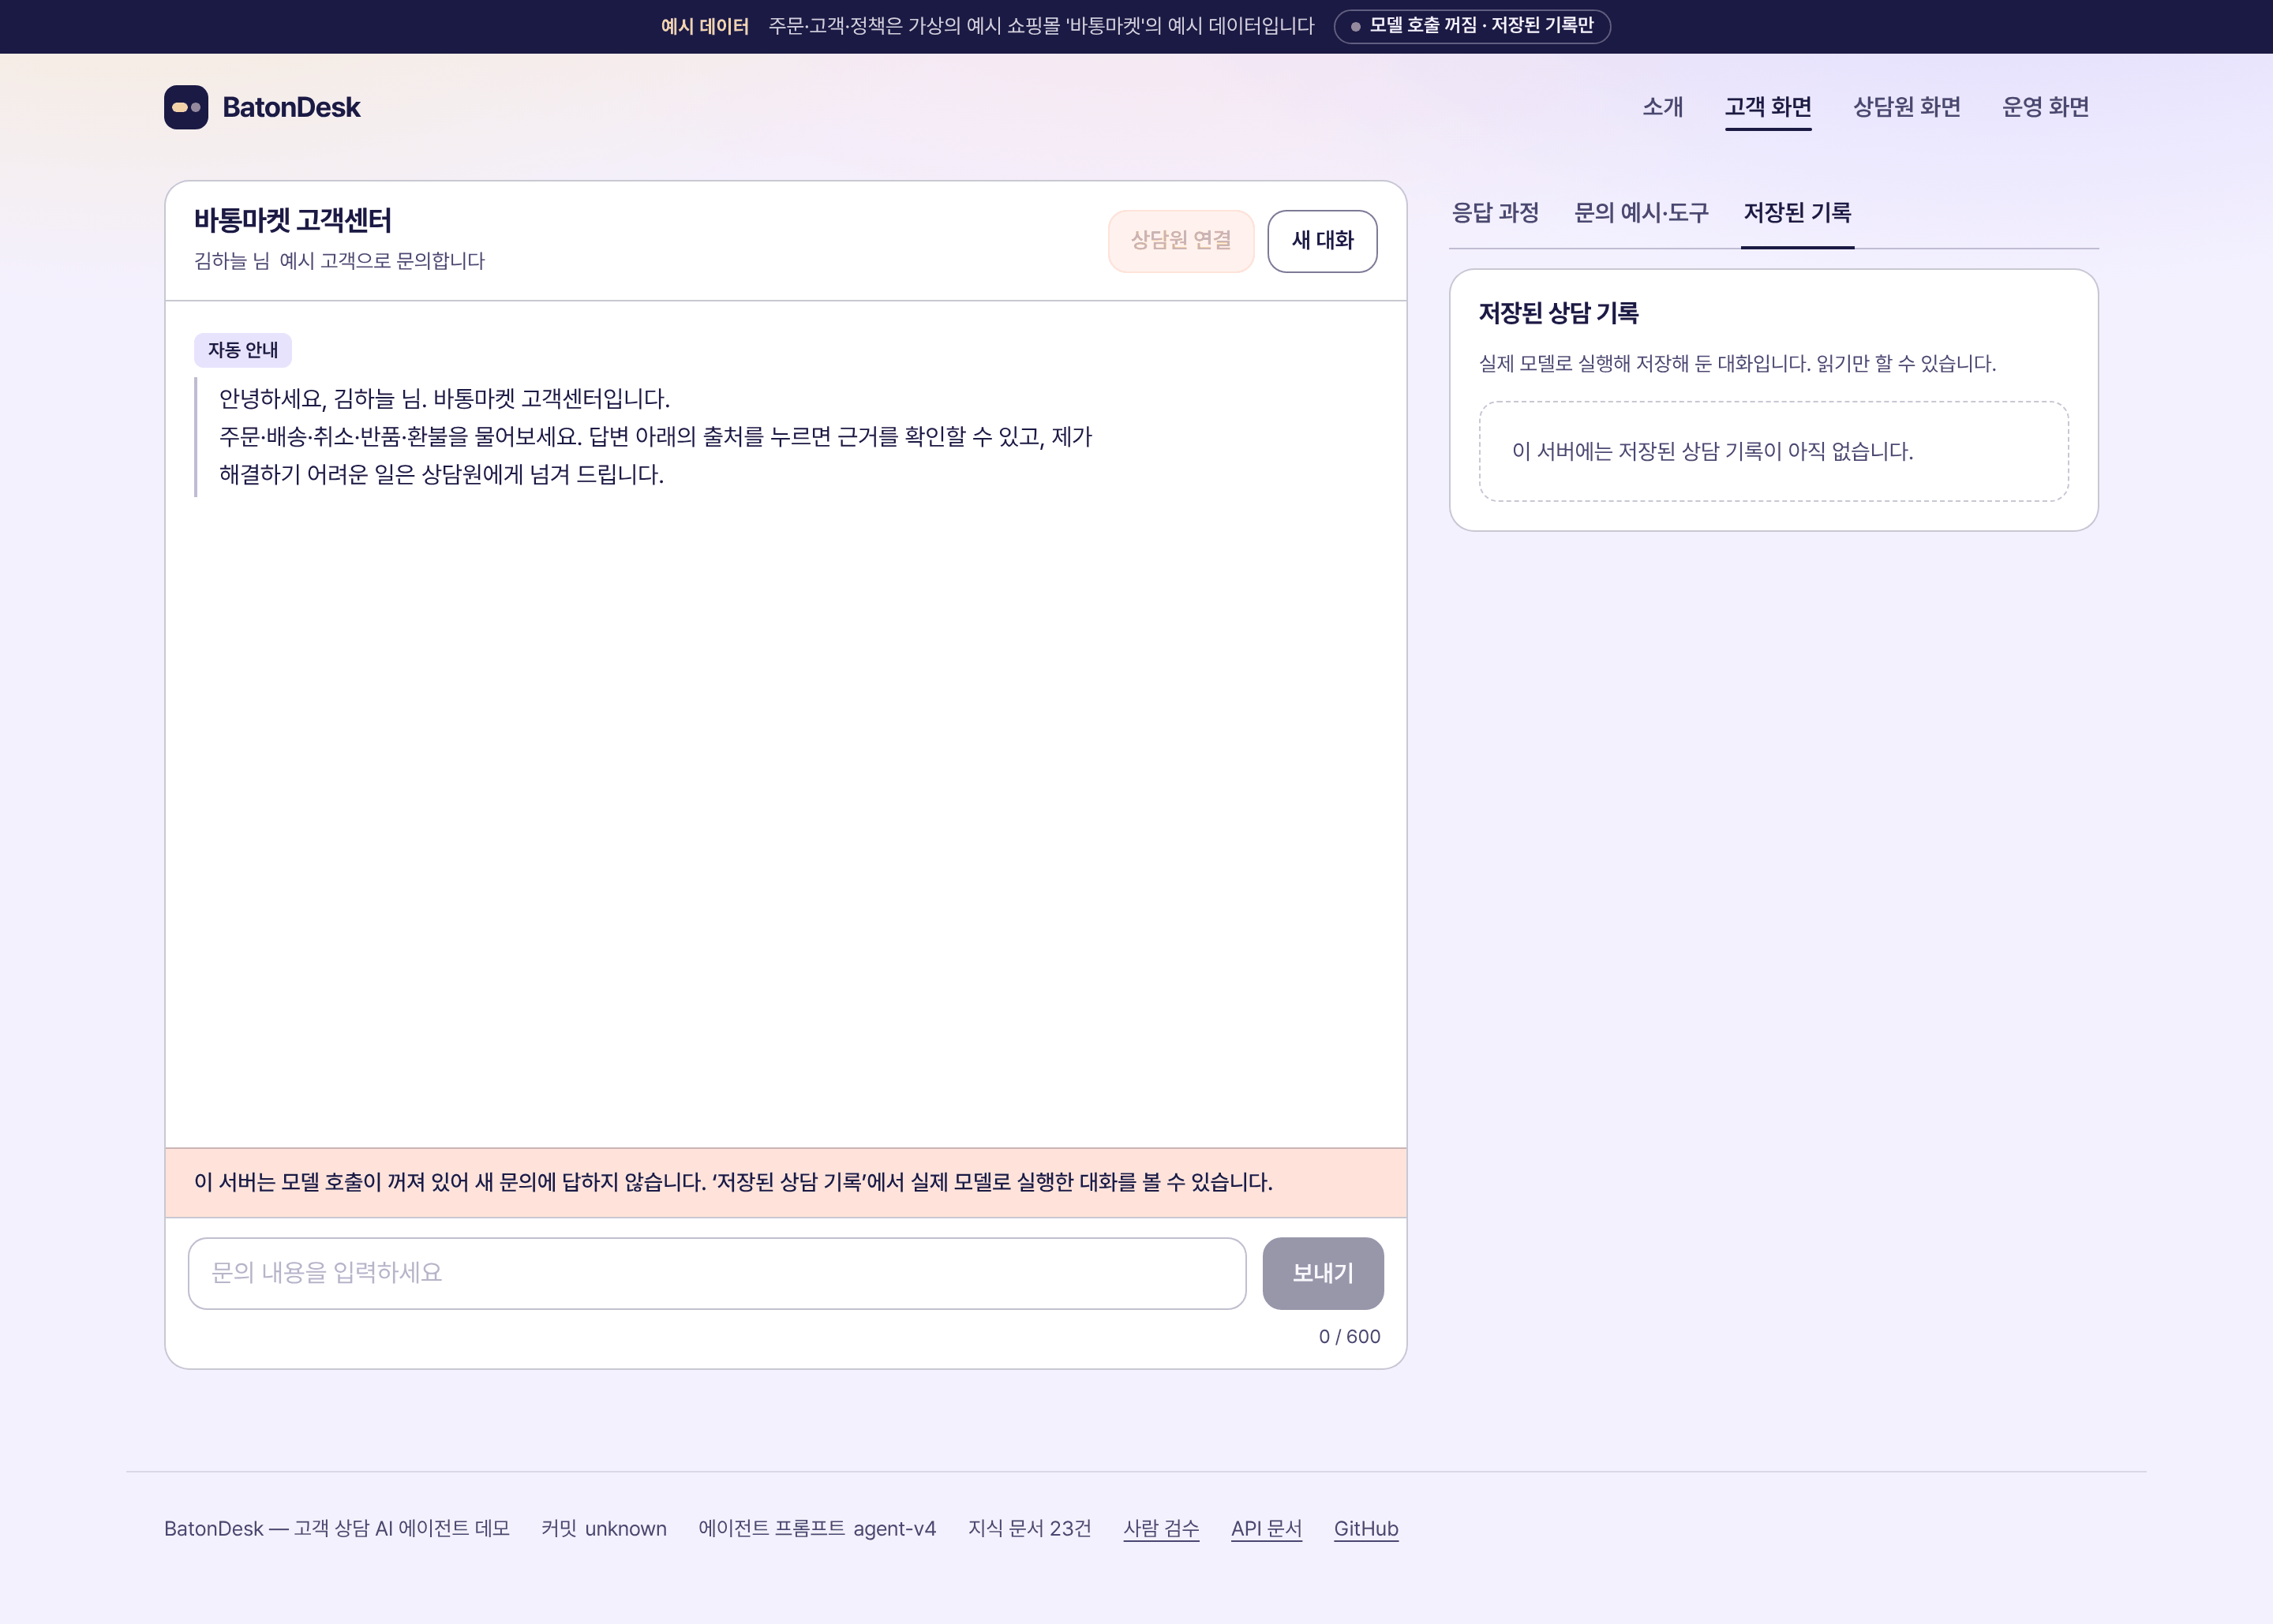 예시 데이터 주문·고객·정책은 가상의 예시 쇼핑몰 '바통마켓'의 예시 데이터입니다 모델 호출 꺼짐 · 저장된 기록만
BatonDesk
소개 고객 화면 상담원 화면 운영 화면
바통마켓 고객센터
김하늘 님 예시 고객으로 문의합니다
상담원 연결 새 대화
자동 안내
안녕하세요, 김하늘 님. 바통마켓 고객센터입니다.
주문·배송·취소·반품·환불을 물어보세요. 답변 아래의 출처를 누르면 근거를 확인할 수 있고, 제가
해결하기 어려운 일은 상담원에게 넘겨 드립니다.
이 서버는 모델 호출이 꺼져 있어 새 문의에 답하지 않습니다. ‘저장된 상담 기록’에서 실제 모델로 실행한 대화를 볼 수 있습니다.
문의 내용을 입력하세요
보내기
0 / 600
응답 과정 문의 예시·도구 저장된 기록
저장된 상담 기록
실제 모델로 실행해 저장해 둔 대화입니다. 읽기만 할 수 있습니다.
이 서버에는 저장된 상담 기록이 아직 없습니다.
BatonDesk — 고객 상담 AI 에이전트 데모 커밋 unknown 에이전트 프롬프트 agent-v4 지식 문서 23건 사람 검수 API 문서 GitHub